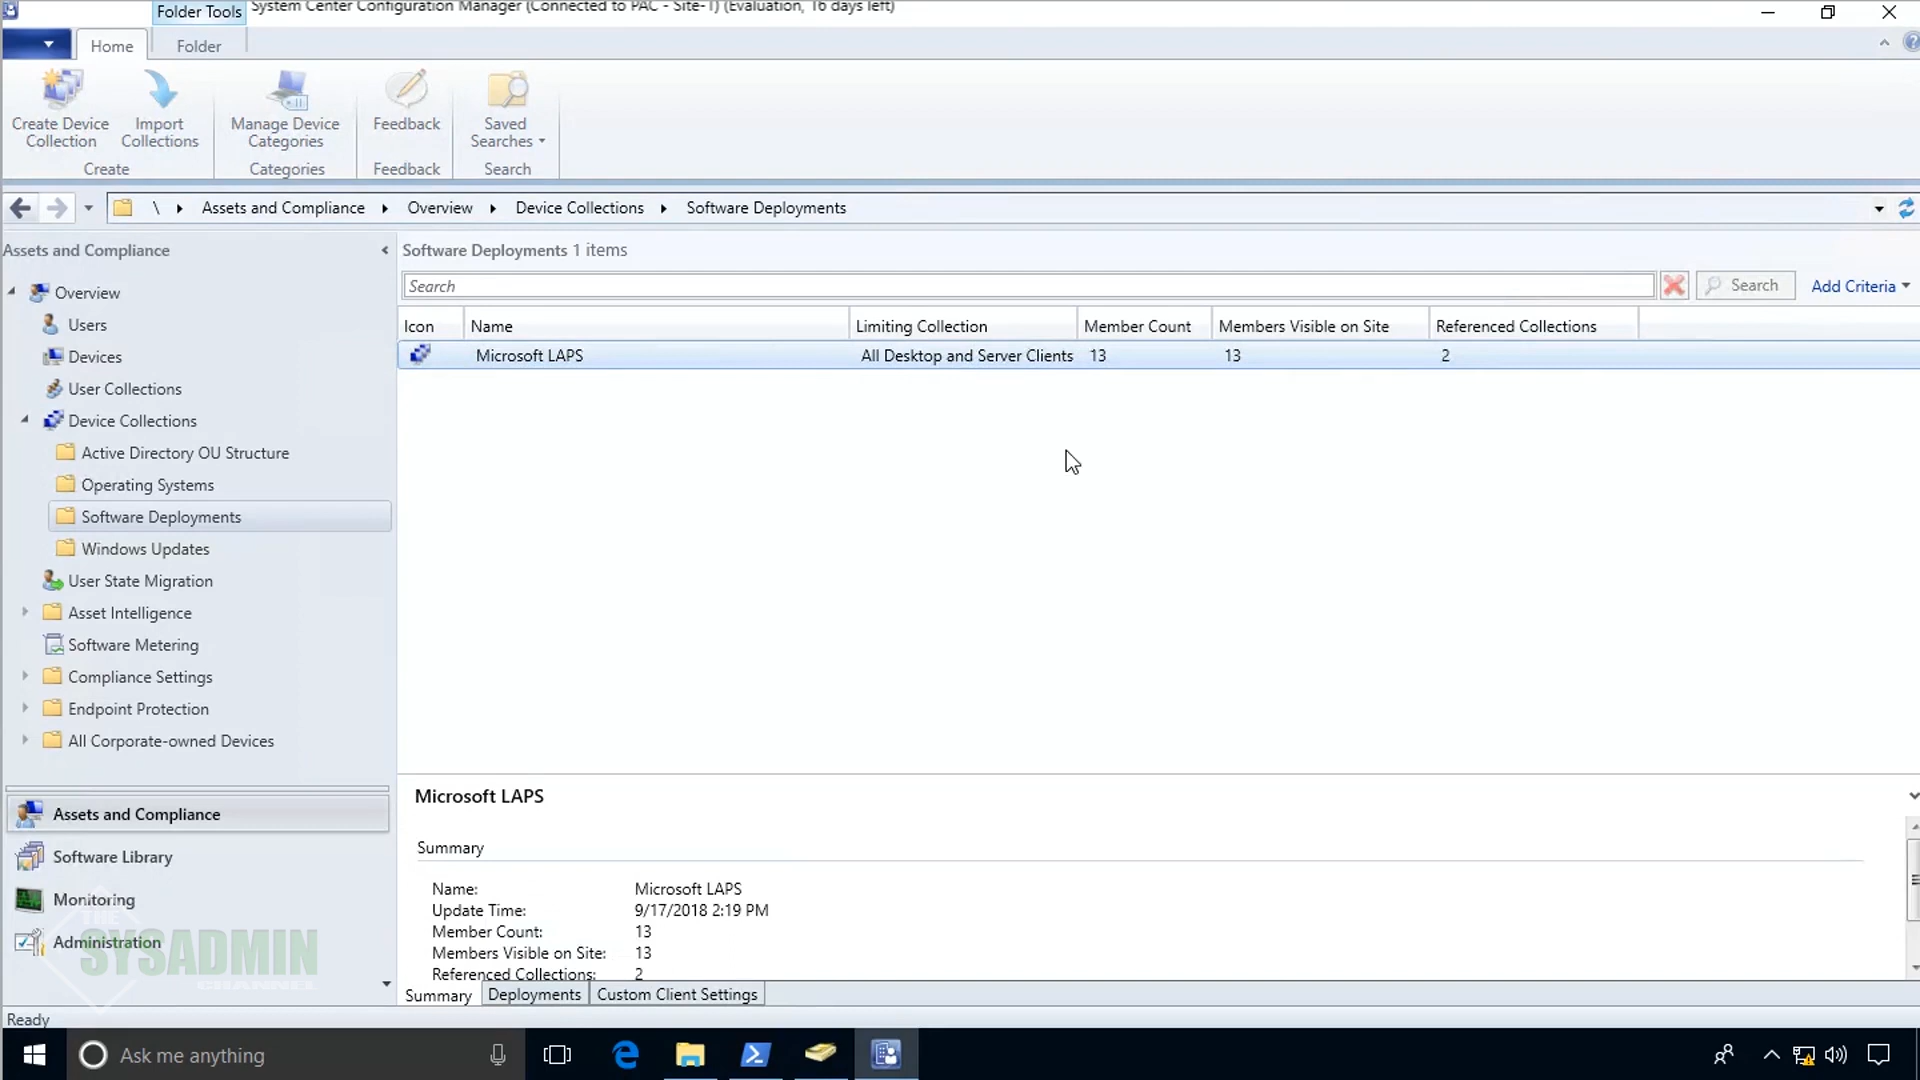 Folder Tools System Center Configuration Manager (Connected to PAC - Site-1) (Evaluation, 16 days left)
Home Folder
Create Device Collection
Import Collections
Manage Device Categories
Feedback
Saved Searches
Create Categories Feedback Search
\ Assets and Compliance Overview Device Collections Software Deployments
Assets and Compliance
Overview
Users
Devices
User Collections
Device Collections
Active Directory OU Structure
Operating Systems
Software Deployments
Windows Updates
User State Migration
Asset Intelligence
Software Metering
Compliance Settings
Endpoint Protection
All Corporate-owned Devices
Assets and Compliance
Software Library
Monitoring
Administration
THE
SYSADMIN
CHANNEL
Software Deployments 1 items
Search Search Add Criteria
Icon Name Limiting Collection Member Count Members Visible on Site Referenced Collections
Microsoft LAPS All Desktop and Server Clients 13 13 2
Microsoft LAPS
Summary
Name: Microsoft LAPS
Update Time: 9/17/2018 2:19 PM
Member Count: 13
Members Visible on Site: 13
Referenced Collections: 2
Summary Deployments Custom Client Settings
Ready
Ask me anything